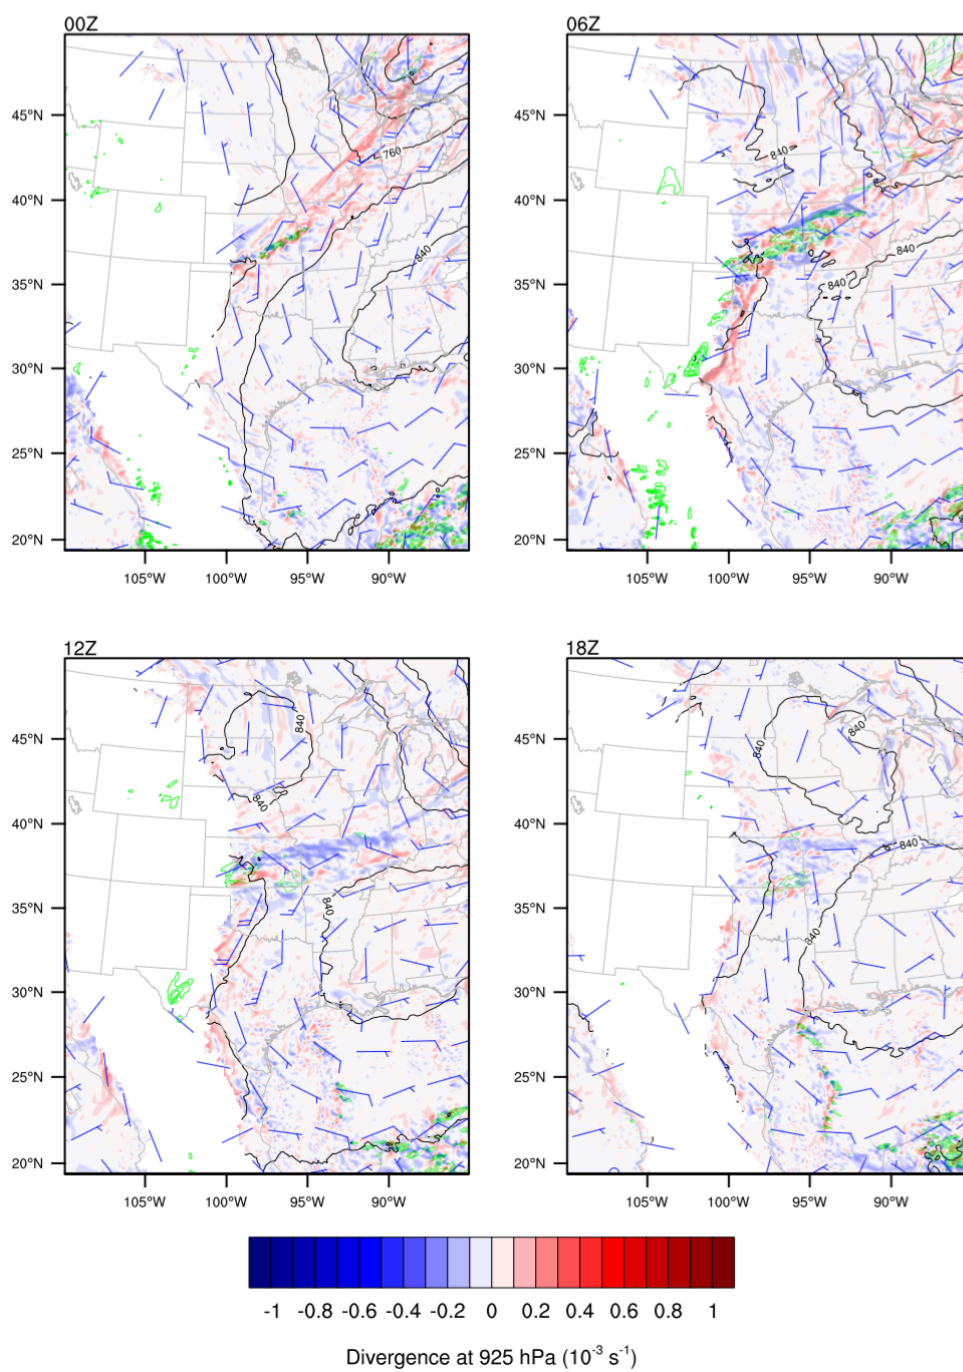 00Z
06Z
45°N
40°N
35°N
30°N
25°N
20°N
760
840
105°W
100°W
95°W
90°W
45°N
40°N
35°N
30°N
25°N
20°N
840
840
840
105°W
100°W
95°W
90°W
12Z
18Z
45°N
40°N
35°N
30°N
25°N
20°N
840
840
840
105°W
100°W
95°W
90°W
45°N
40°N
35°N
30°N
25°N
20°N
840
840
840
840
105°W
100°W
95°W
90°W
-1 -0.8 -0.6 -0.4 -0.2 0 0.2 0.4 0.6 0.8 1
Divergence at 925 hPa (10⁻³ s⁻¹)